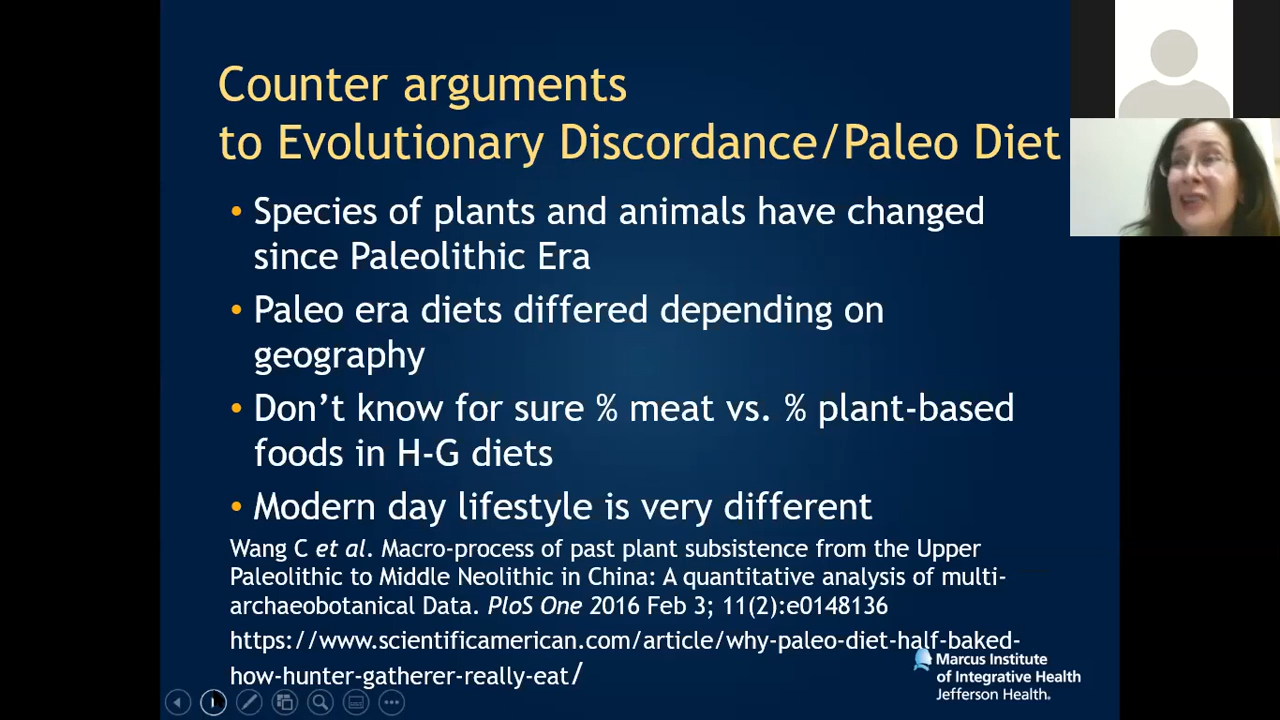 Counter arguments
to Evolutionary Discordance/Paleo Diet
• Species of plants and animals have changed
since Paleolithic Era
• Paleo era diets differed depending on
geography
• Don’t know for sure % meat vs. % plant-based
foods in H-G diets
• Modern day lifestyle is very different
Wang C et al. Macro-process of past plant subsistence from the Upper
Paleolithic to Middle Neolithic in China: A quantitative analysis of multi-
archaeobotanical Data. PloS One 2016 Feb 3; 11(2):e0148136
https://www.scientificamerican.com/article/why-paleo-diet-half-baked-
how-hunter-gatherer-really-eat/
Marcus Institute
of Integrative Health
Jefferson Health.